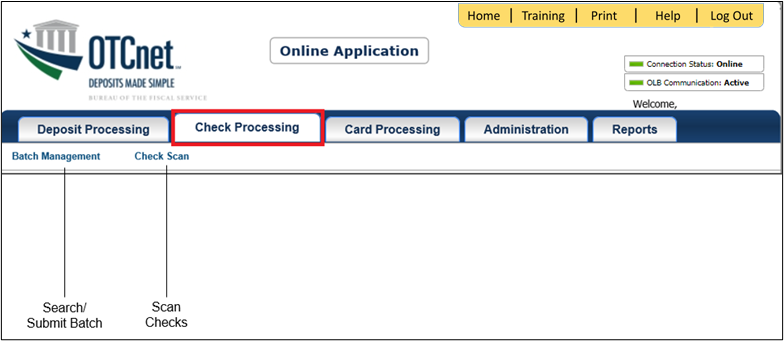 Home | Training | Print | Help | Log Out
OTCnet
DEPOSITS MADE SIMPLE
BUREAU OF THE FISCAL SERVICE
Online Application
Connection Status: Online
OLB Communication: Active
Welcome,
Deposit Processing Check Processing Card Processing Administration Reports
Batch Management Check Scan
Search/
Submit Batch
Scan
Checks